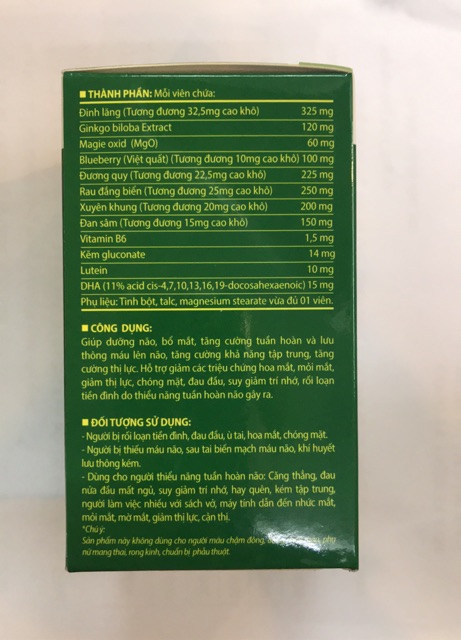 ■ THÀNH PHẦN: Mỗi viên chứa:
Đinh lăng (Tương đương 32,5mg cao khô) 325 mg
Ginkgo biloba Extract 120 mg
Magie oxid (MgO) 60 mg
Blueberry (Việt quất) (Tương đương 10mg cao khô) 100 mg
Đương quy (Tương đương 22,5mg cao khô) 225 mg
Rau đắng biển (Tương đương 25mg cao khô) 250 mg
Xuyên khung (Tương đương 20mg cao khô) 200 mg
Đan sâm (Tương đương 15mg cao khô) 150 mg
Vitamin B6 1,5 mg
Kẽm gluconate 14 mg
Lutein 10 mg
DHA (11% acid cis-4,7,10,13,16,19-docosahexaenoic) 15 mg
Phụ liệu: Tinh bột, talc, magnesium stearate vừa đủ 01 viên.
■ CÔNG DỤNG:
Giúp dưỡng não, bổ mắt, tăng cường tuần hoàn và lưu
thông máu lên não, tăng cường khả năng tập trung, tăng
cường thị lực. Hỗ trợ giảm các triệu chứng hoa mắt, mỏi mắt,
giảm thị lực, chóng mặt, đau đầu, suy giảm trí nhớ, rối loạn
tiền đình do thiểu năng tuần hoàn não gây ra.
■ ĐỐI TƯỢNG SỬ DỤNG:
- Người bị rối loạn tiền đình, đau đầu, ù tai, hoa mắt, chóng mặt.
- Người bị thiếu máu não, sau tai biến mạch máu não, khí huyết
lưu thông kém.
- Dùng cho người thiểu năng tuần hoàn não: Căng thẳng, đau
nửa đầu mất ngủ, suy giảm trí nhớ, hay quên, kém tập trung,
người làm việc nhiều với sách vở, máy tính dẫn đến nhức mắt,
mỏi mắt, mờ mắt, giảm thị lực, cận thị.
*Chú ý:
Sản phẩm này không dùng cho người máu chậm đông, phụ
nữ mang thai, rong kinh, chuẩn bị phẫu thuật.